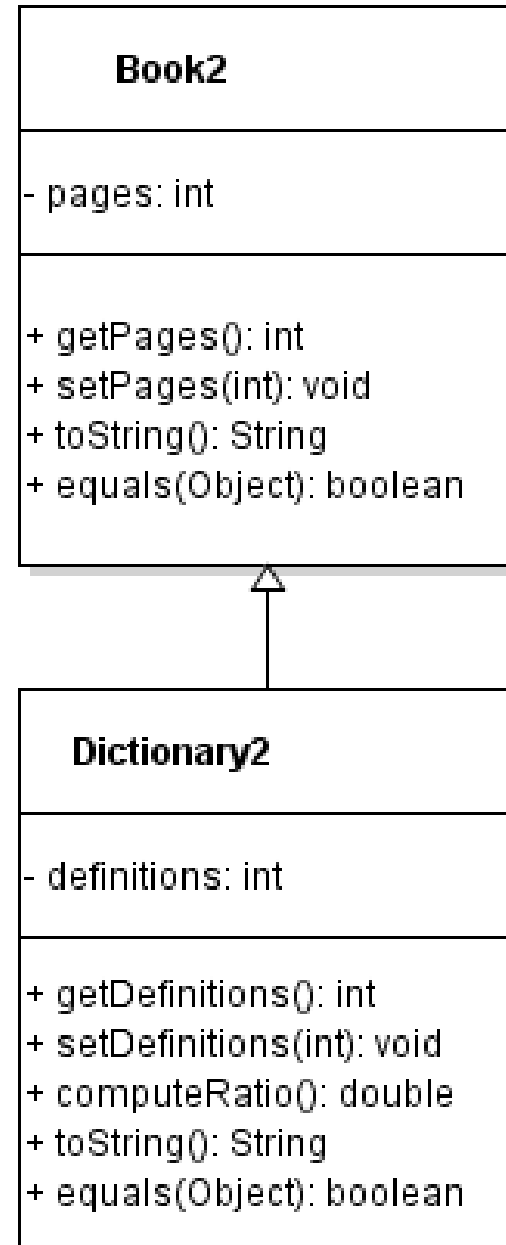 Book2
- pages: int
+ getPages(): int
+ setPages(int): void
+ toString(): String
+ equals(Object): boolean
Dictionary2
- definitions: int
+ getDefinitions(): int
+ setDefinitions(int): void
+ computeRatio(): double
+ toString(): String
+ equals(Object): boolean